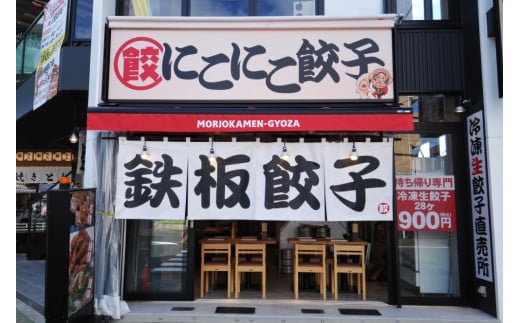 餃 にこにこ餃子
MORIOKAMEN-GYOZA
鉄板餃子
持ち帰り専門
冷凍生餃子
28ヶ
900円
冷凍生餃子直売所